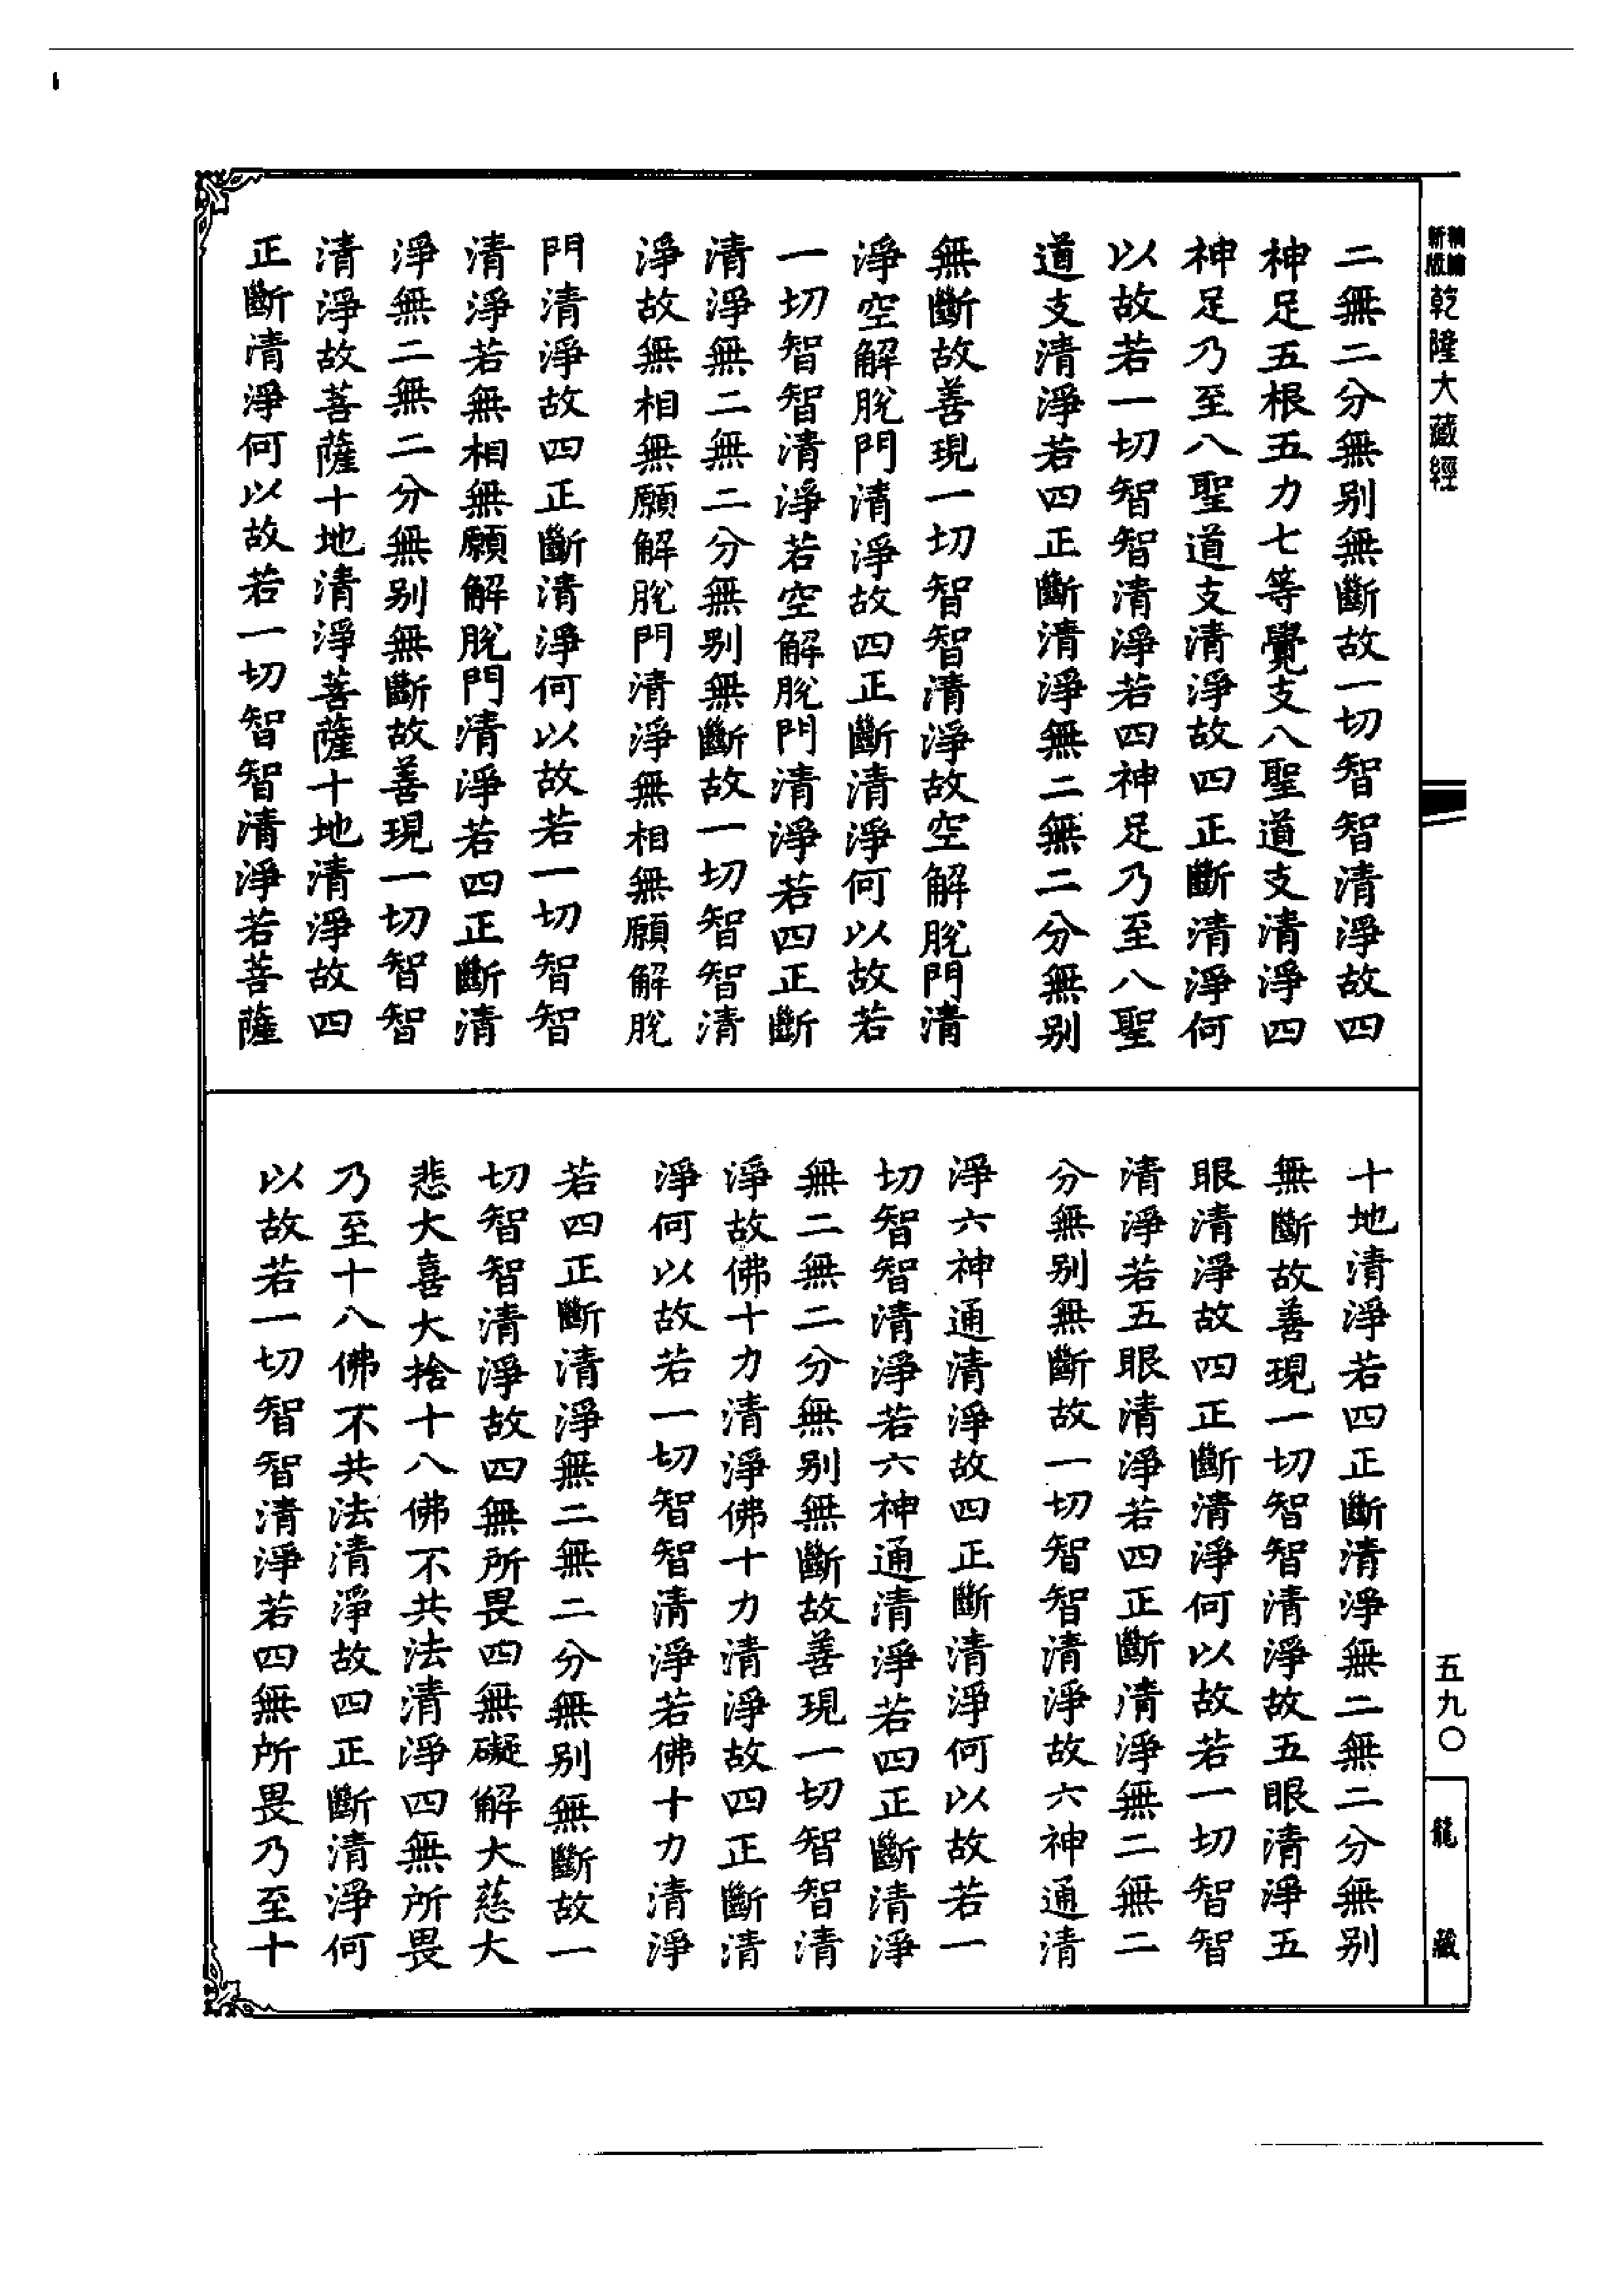 新版
精編
乾隆大藏經
二無二分無别無斷故一切智智清淨故四
神足五根五力七等覺支八聖道支清淨四
神足乃至八聖道支清淨故四正斷清淨何
以故若一切智智清淨若四神足乃至八聖
道支清淨若四正斷清淨無二無二分無别
無斷故善現一切智智清淨故空解脫門清
淨空解脫門清淨故四正斷清淨何以故若
一切智智清淨若空解脫門清淨若四正斷
清淨無二無二分無别無斷故一切智智清
淨故無相無願解脫門清淨無相無願解脫
門清淨故四正斷清淨何以故若一切智智
清淨若無相無願解脫門清淨若四正斷清
淨無二無二分無别無斷故善現一切智智
清淨故菩薩十地清淨菩薩十地清淨故四
正斷清淨何以故若一切智智清淨若菩薩
十地清淨若四正斷清淨無二無二分無别
無斷故善現一切智智清淨故五眼清淨五
眼清淨故四正斷清淨何以故若一切智智
清淨若五眼清淨若四正斷清淨無二無二
分無别無斷故一切智智清淨故六神通清
淨六神通清淨故四正斷清淨何以故若一
切智智清淨若六神通清淨若四正斷清淨
無二無二分無别無斷故善現一切智智清
淨故佛十力清淨佛十力清淨故四正斷清
淨何以故若一切智智清淨若佛十力清淨
若四正斷清淨無二無二分無别無斷故一
切智智清淨故四無所畏四無礙解大慈大
悲大喜大捨十八佛不共法清淨四無所畏
乃至十八佛不共法清淨故四正斷清淨何
以故若一切智智清淨若四無所畏乃至十
五九〇
龍藏